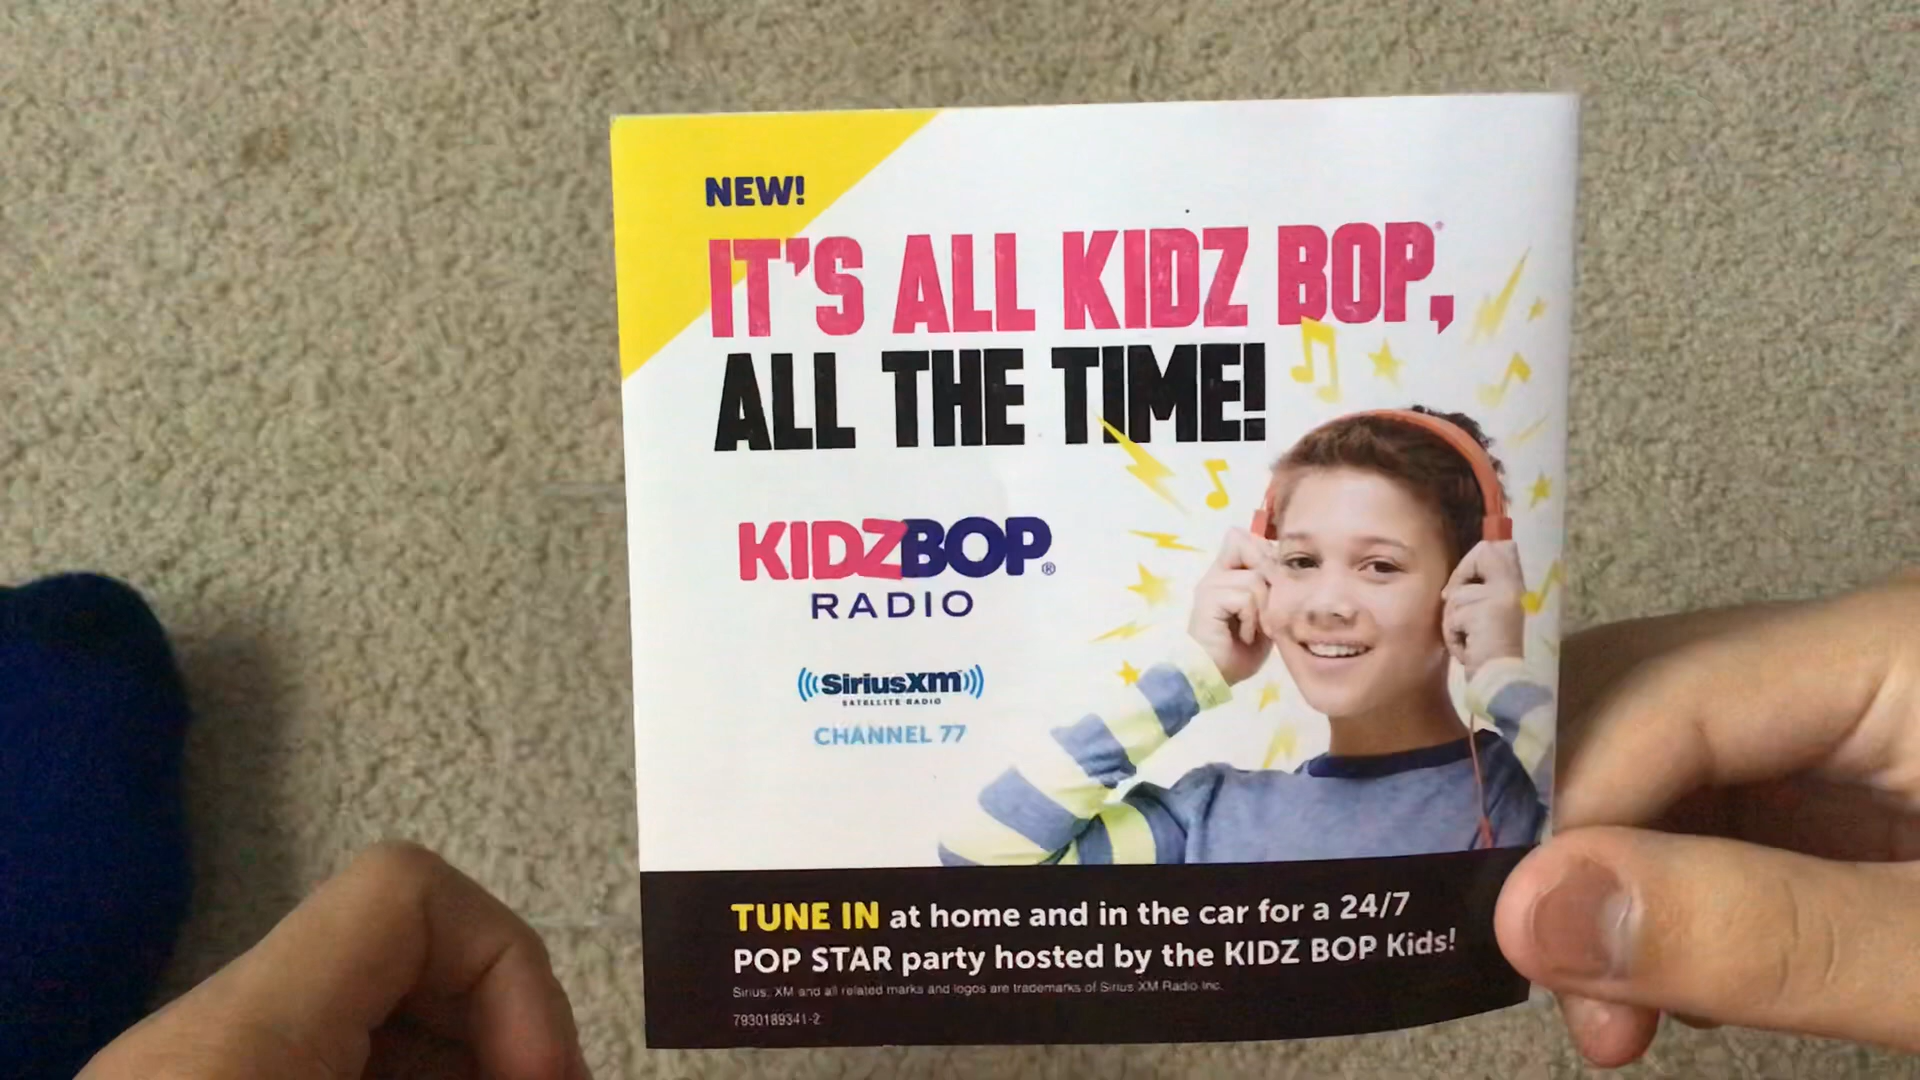 NEW!
IT'S ALL KIDZ BOP®,
ALL THE TIME!
KIDZBOP®
RADIO
((SiriusXM))
SATELLITE RADIO
CHANNEL 77
TUNE IN at home and in the car for a 24/7
POP STAR party hosted by the KIDZ BOP Kids!
Sirius, XM and all related marks and logos are trademarks of Sirius XM Radio Inc.
7930189341-2